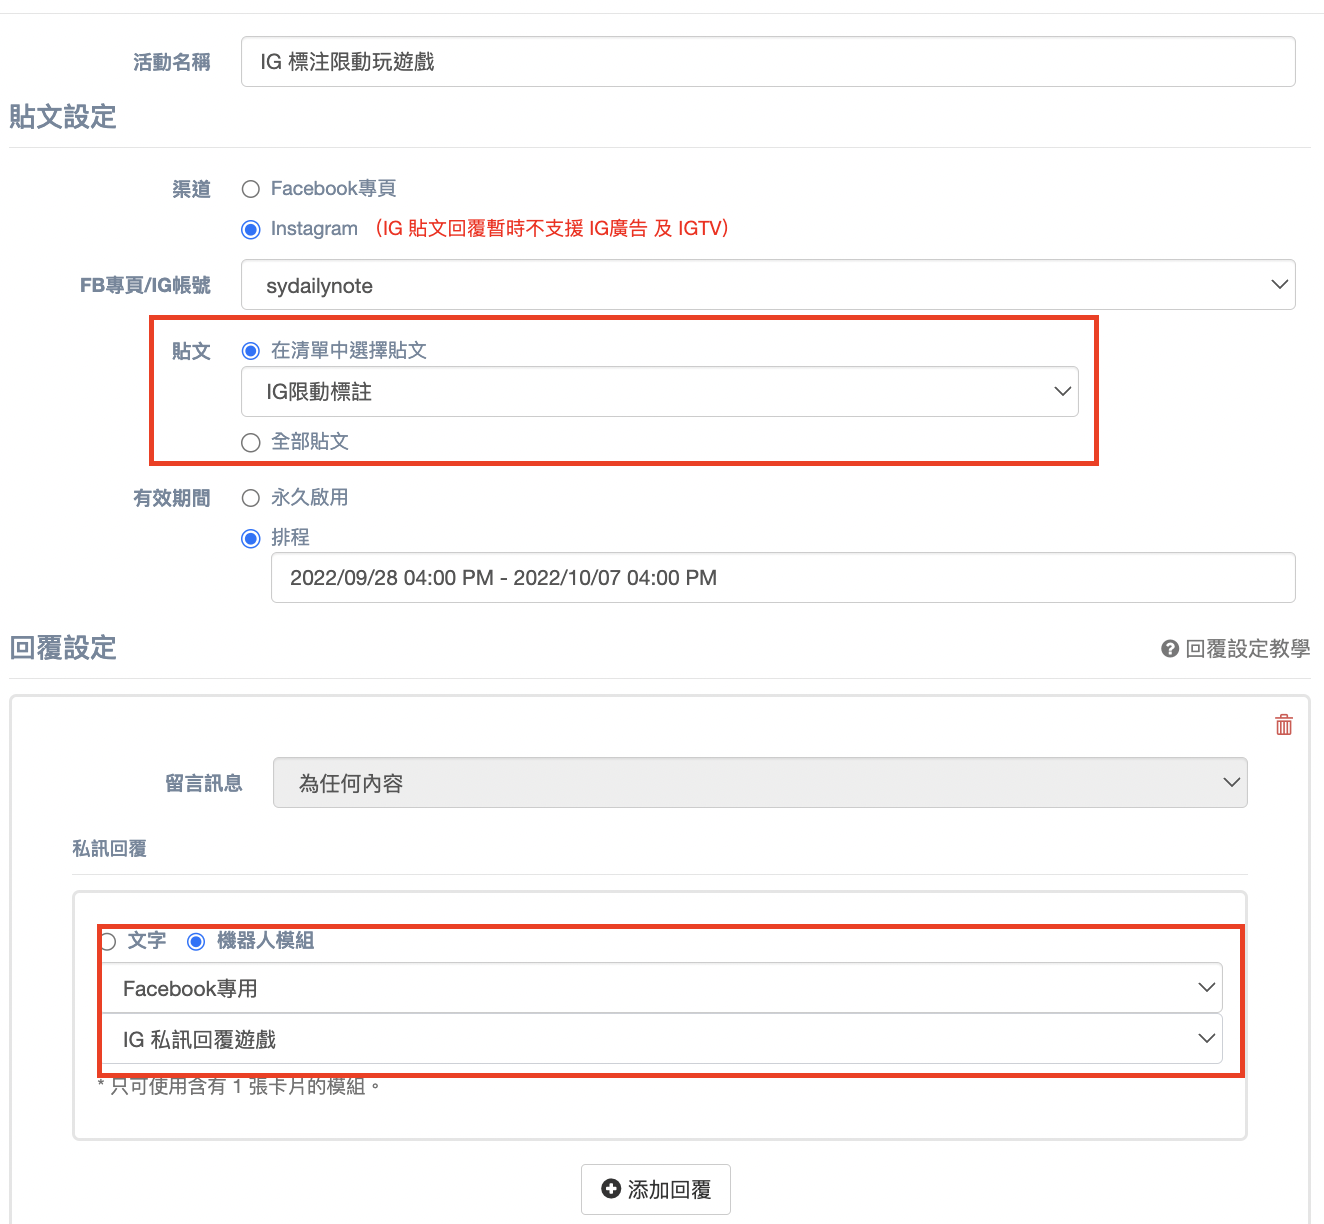 活動名稱
IG 標注限動玩遊戲
貼文設定
渠道
Facebook專頁
Instagram (IG 貼文回覆暫時不支援 IG廣告 及 IGTV)
FB專頁/IG帳號
sydailynote
貼文
在清單中選擇貼文
IG限動標註
全部貼文
有效期間
永久啟用
排程
2022/09/28 04:00 PM - 2022/10/07 04:00 PM
回覆設定
回覆設定教學
留言訊息
為任何內容
私訊回覆
文字 機器人模組
Facebook專用
IG 私訊回覆遊戲
* 只可使用含有 1 張卡片的模組。
添加回覆